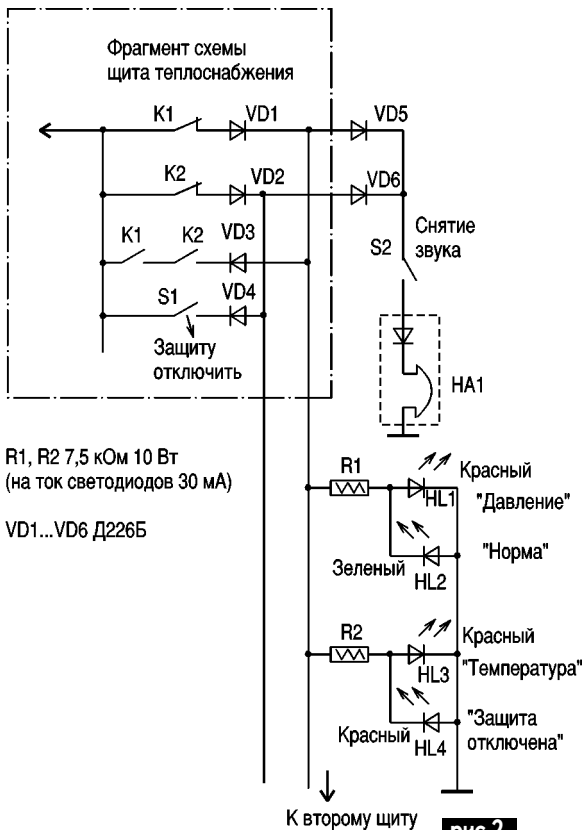 Фрагмент схемы
щита теплоснабжения
K1
VD1
VD5
K2
VD2
VD6
K1
K2
VD3
S1
VD4
Защиту
отключить
Снятие
звука
S2
HA1
R1, R2 7,5 кОм 10 Вт
(на ток светодиодов 30 мА)
VD1...VD6 Д226Б
R1
Красный
HL1
"Давление"
Зеленый
HL2
"Норма"
R2
Красный
HL3
"Температура"
Красный
HL4
"Защита
отключена"
К второму щиту
рис.2